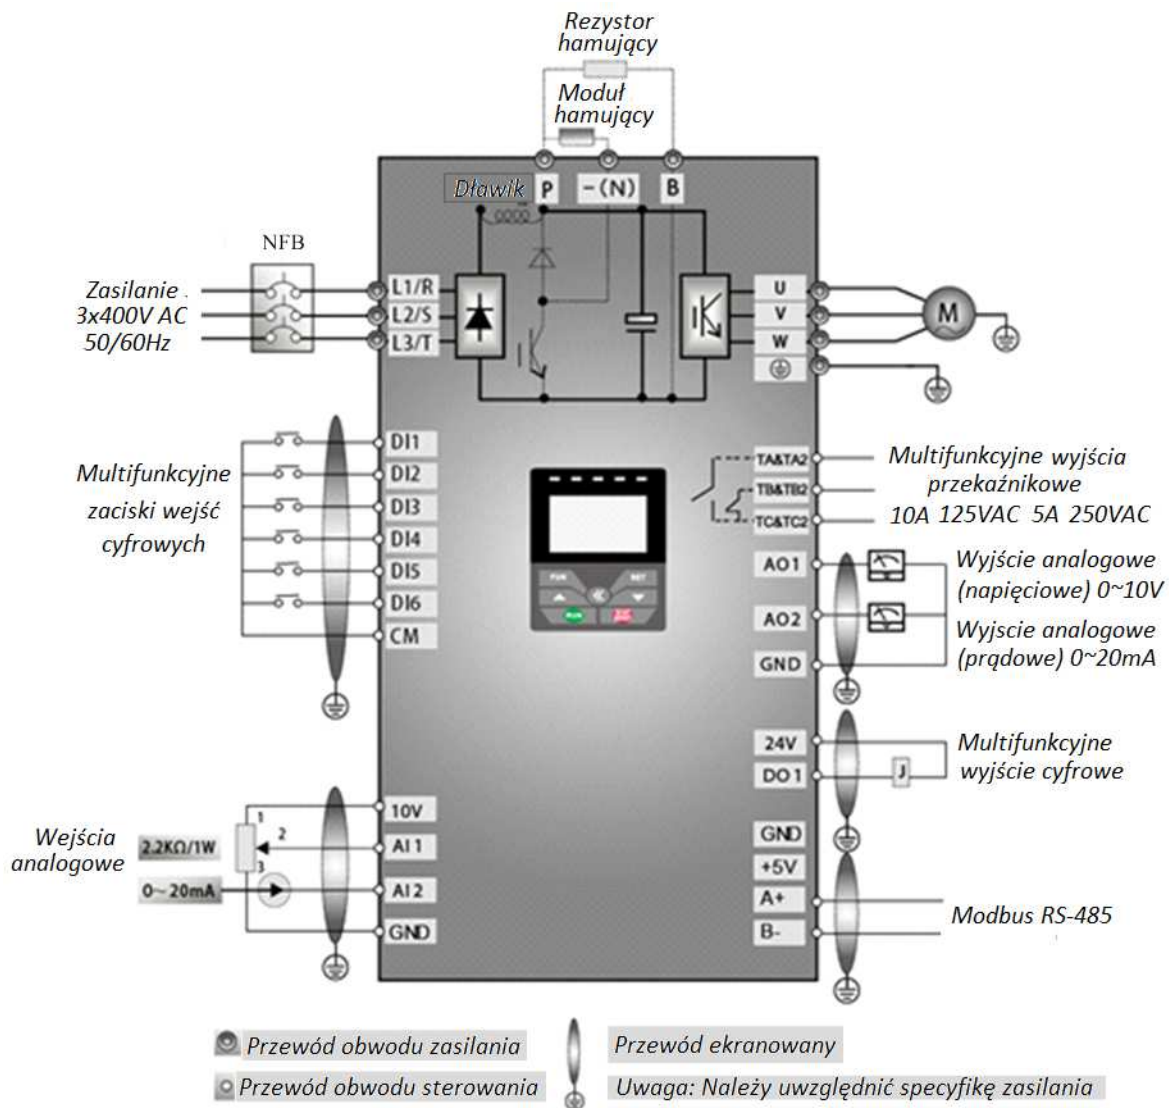 Rezystor
hamujący
Moduł
hamujący
Dławik
P
-(N)
B
NFB
Zasilanie
3x400V AC
50/60Hz
L1/R
L2/S
L3/T
U
V
W
M
Multifunkcyjne
zaciski wejść
cyfrowych
DI1
DI2
DI3
DI4
DI5
DI6
CM
TA&TA2
TB&TB2
TC&TC2
Multifunkcyjne wyjścia
przekaźnikowe
10A 125VAC 5A 250VAC
RUN
AO1
AO2
GND
Wyjście analogowe
(napięciowe) 0~10V
Wyjscie analogowe
(prądowe) 0~20mA
24V
DO1
J
Multifunkcyjne
wyjście cyfrowe
Wejścia
analogowe
2.2KΩ/1W
0~20mA
1
2
3
10V
AI1
AI2
GND
GND
+5V
A+
B-
Modbus RS-485
Przewód obwodu zasilania
Przewód ekranowany
Przewód obwodu sterowania
Uwaga: Należy uwzględnić specyfikę zasilania